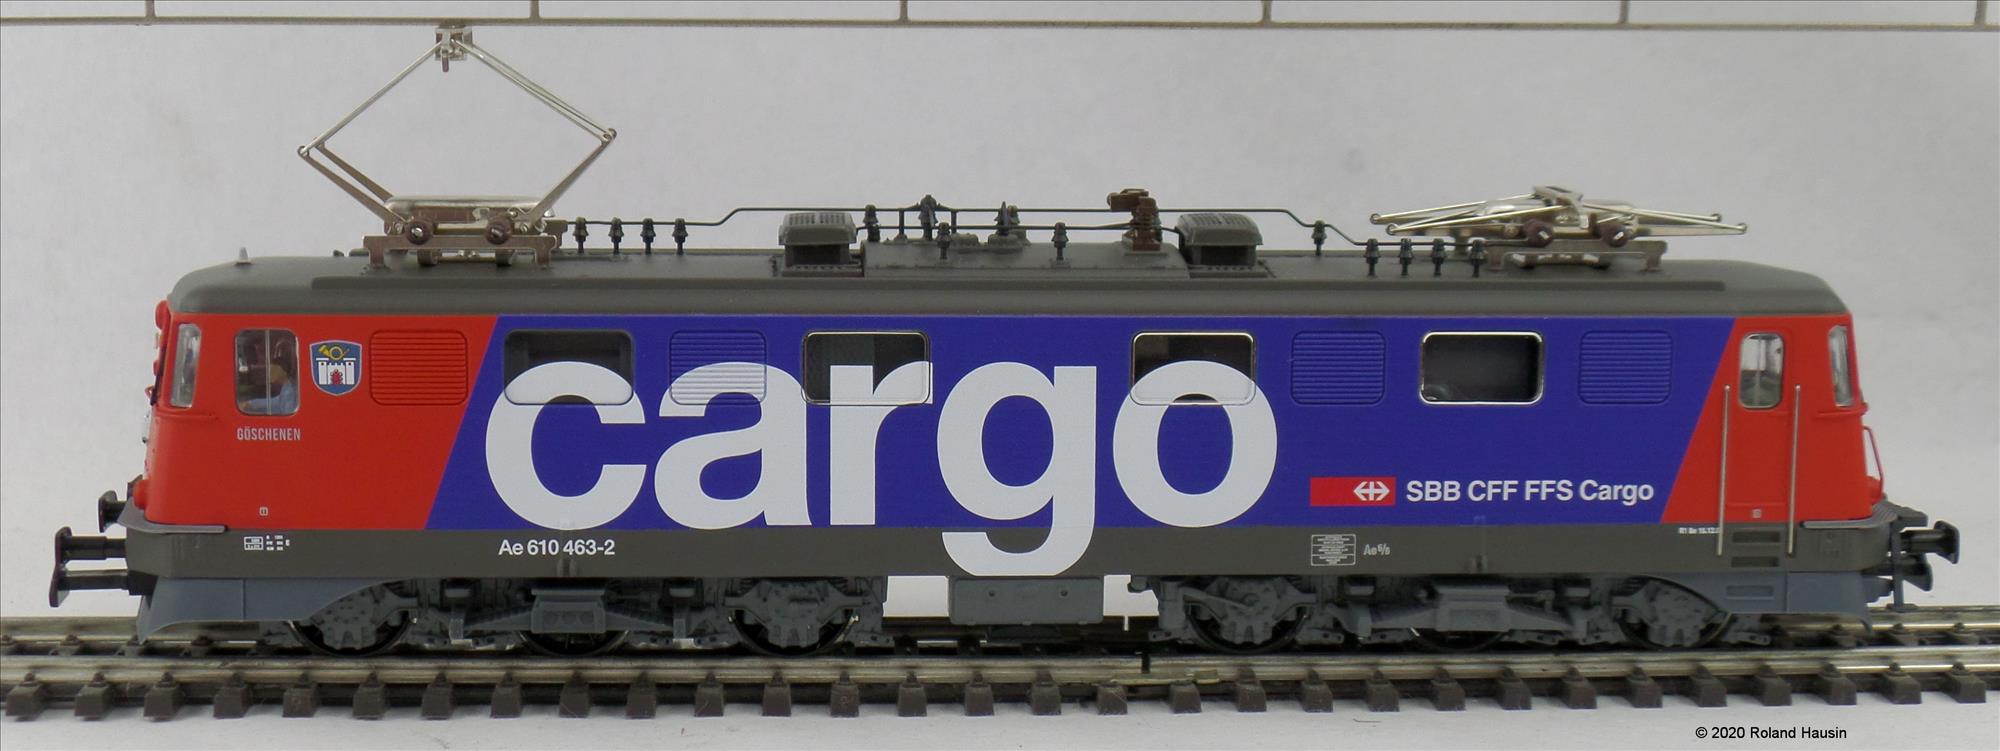 cargo
GÖSCHENEN
SBB CFF FFS Cargo
Ae 610 463-2
Ae 6/6
© 2020 Roland Hausin